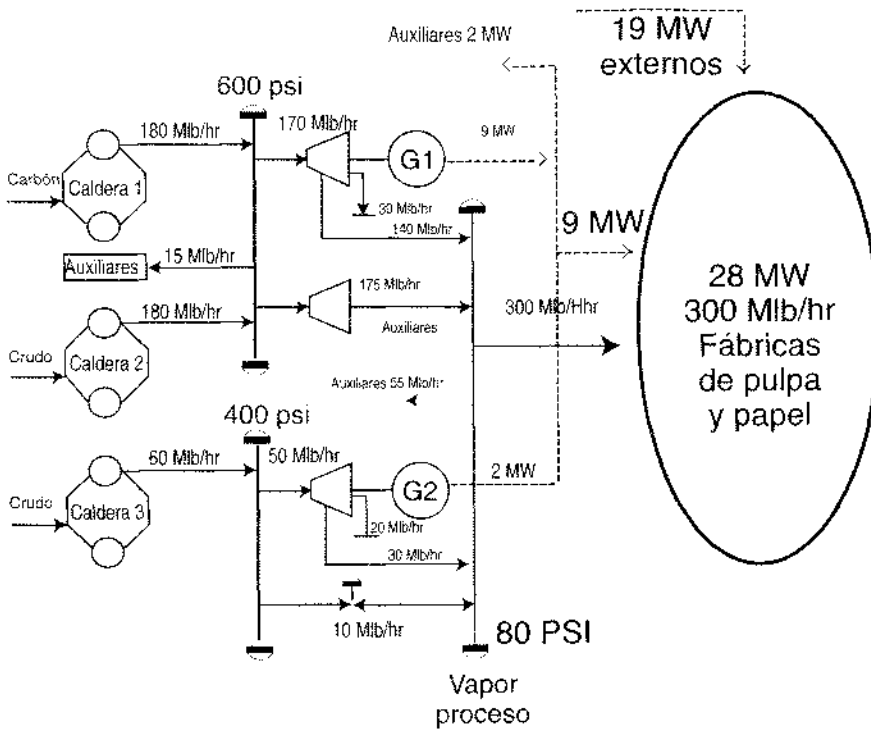 Auxiliares 2 MW
19 MW
externos
600 psi
180 Mlb/hr
170 Mlb/hr
G1
9 MW
Carbón
Caldera 1
30 Mlb/hr
140 Mlb/hr
9 MW
Auxiliares
15 Mlb/hr
28 MW
300 Mlb/hr
Fábricas
de pulpa
y papel
180 Mlb/hr
175 Mlb/hr
Auxiliares
300 Mlb/Hhr
Crudo
Caldera 2
Auxiliares 55 Mlb/hr
400 psi
60 Mlb/hr
50 Mlb/hr
G2
2 MW
Crudo
Caldera 3
20 Mlb/hr
30 Mlb/hr
10 Mlb/hr
80 PSI
Vapor
proceso